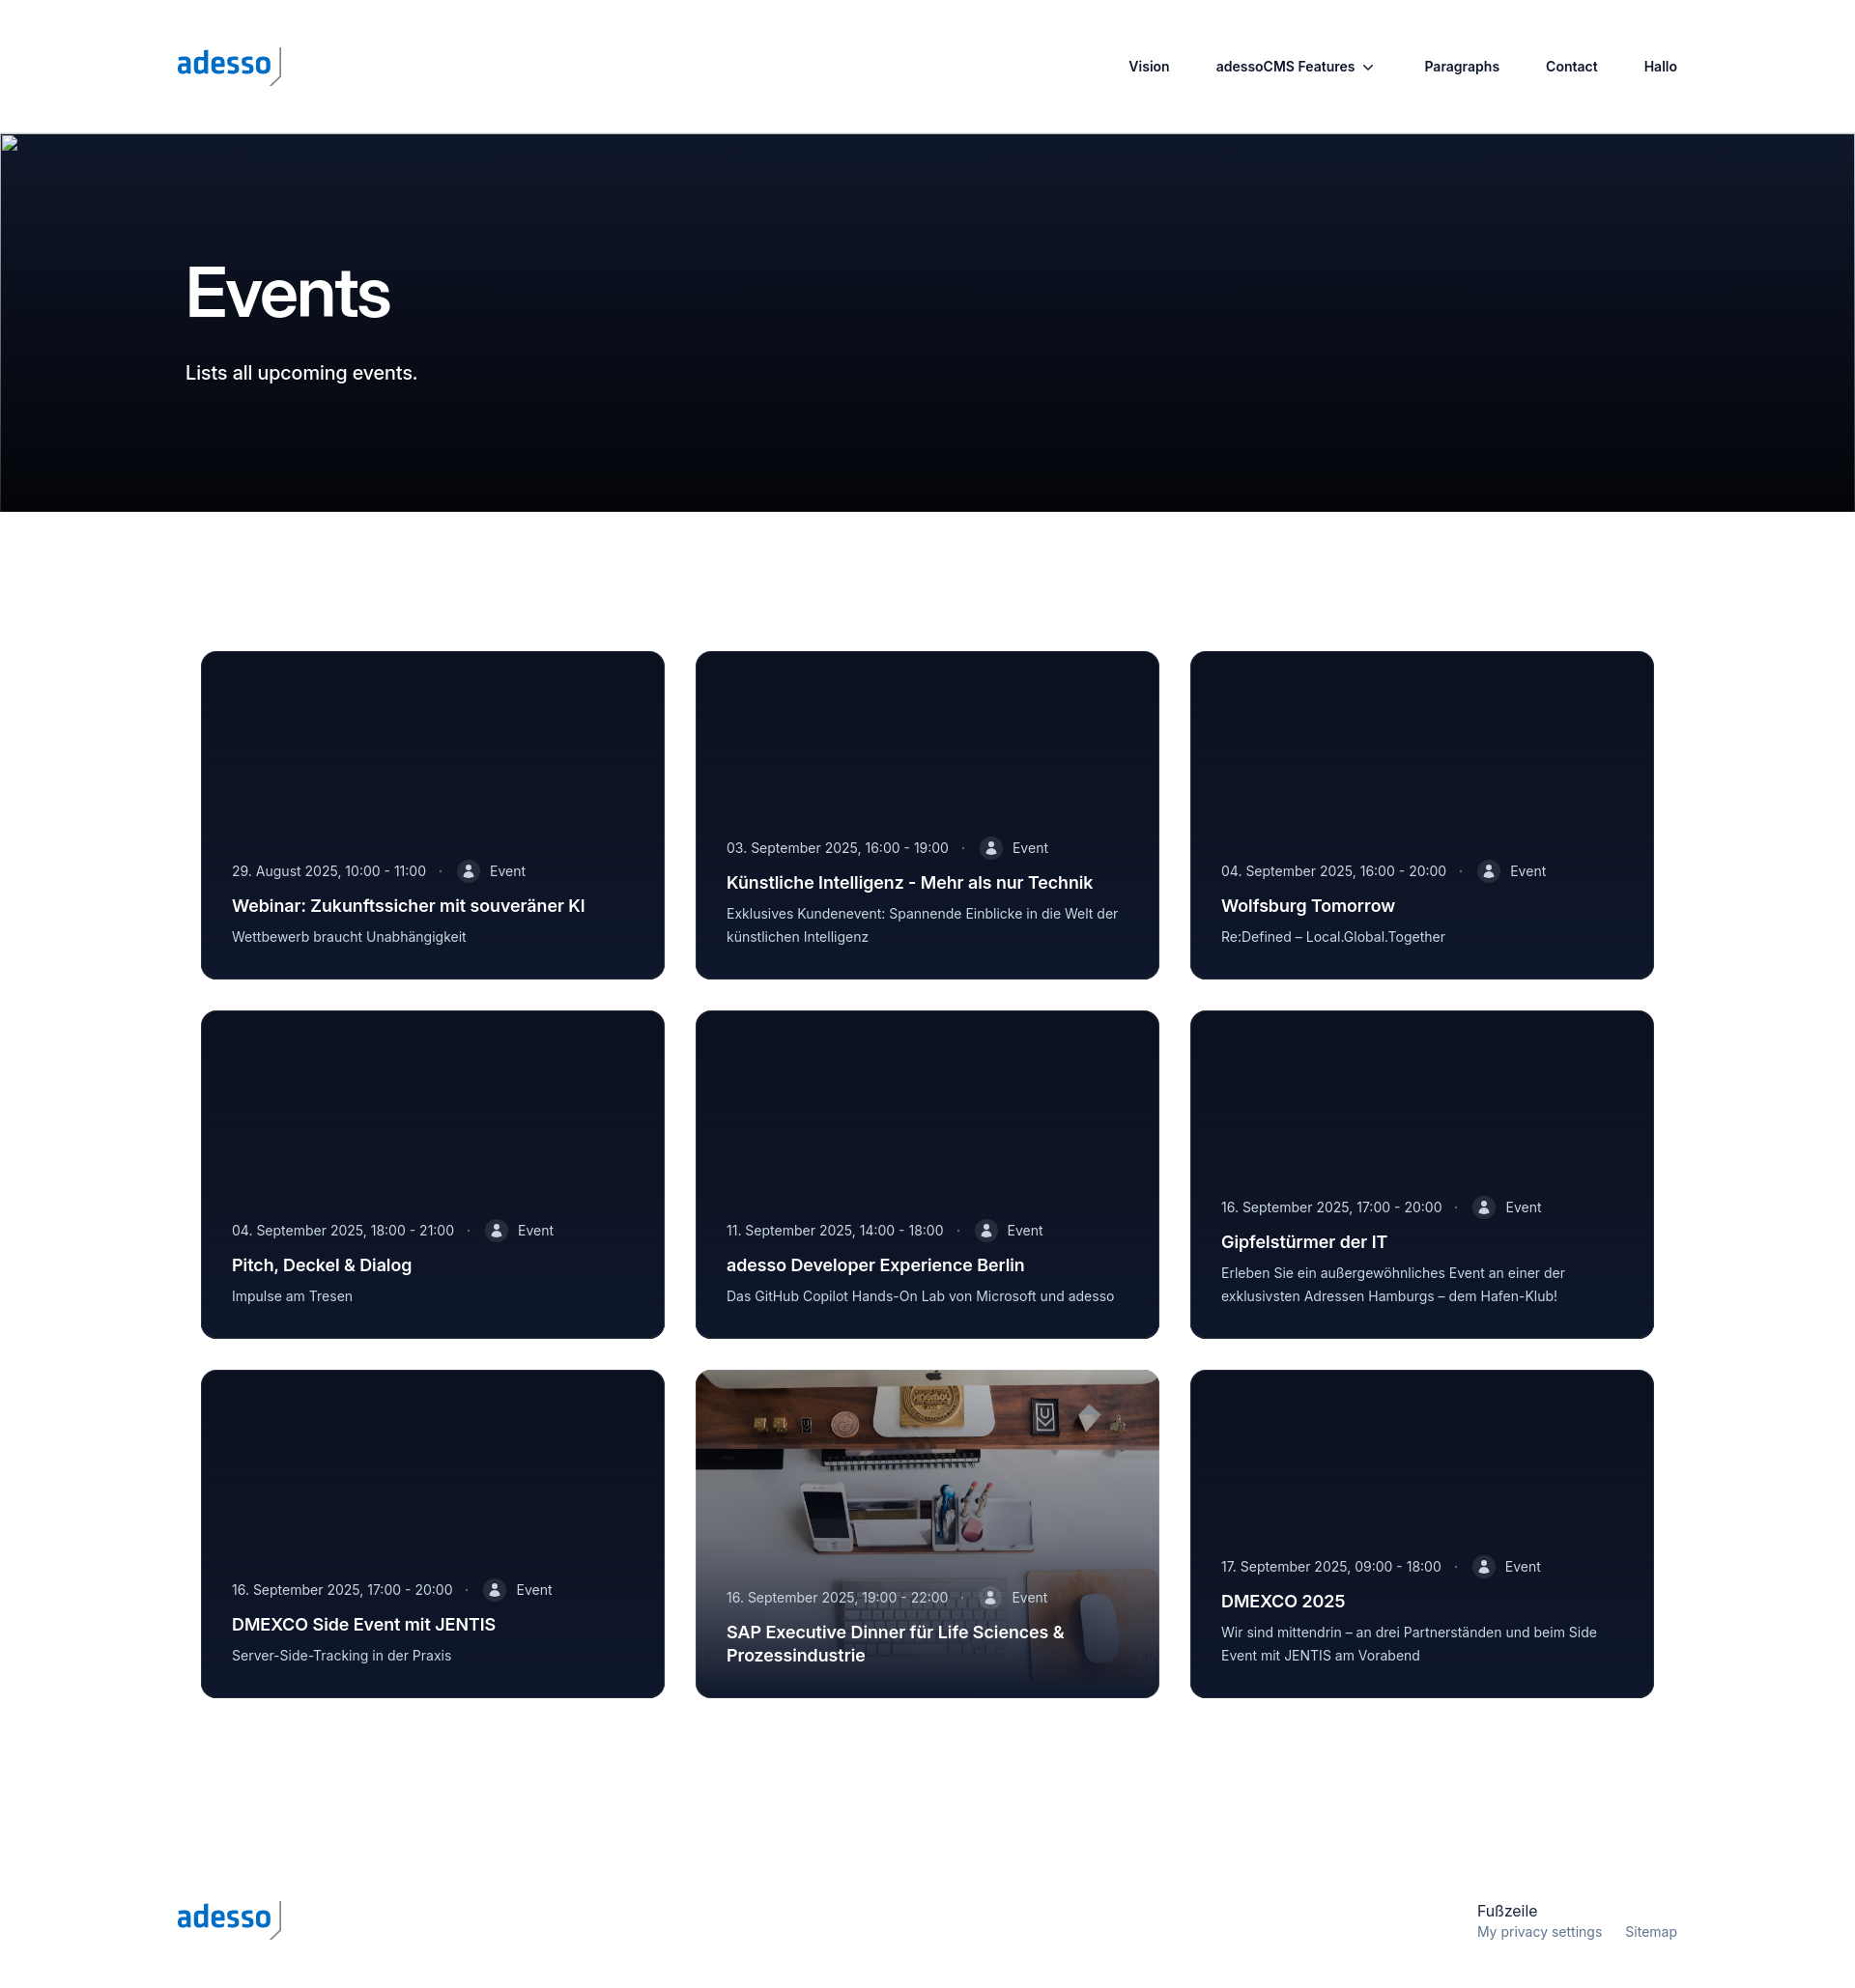 adesso
Vision
adessoCMS Features
Paragraphs
Contact
Hallo
Events
Lists all upcoming events.
29. August 2025, 10:00 - 11:00 · Event
Webinar: Zukunftssicher mit souveräner KI
Wettbewerb braucht Unabhängigkeit
03. September 2025, 16:00 - 19:00 · Event
Künstliche Intelligenz - Mehr als nur Technik
Exklusives Kundenevent: Spannende Einblicke in die Welt der
künstlichen Intelligenz
04. September 2025, 16:00 - 20:00 · Event
Wolfsburg Tomorrow
Re:Defined – Local.Global.Together
04. September 2025, 18:00 - 21:00 · Event
Pitch, Deckel & Dialog
Impulse am Tresen
11. September 2025, 14:00 - 18:00 · Event
adesso Developer Experience Berlin
Das GitHub Copilot Hands-On Lab von Microsoft und adesso
16. September 2025, 17:00 - 20:00 · Event
Gipfelstürmer der IT
Erleben Sie ein außergewöhnliches Event an einer der
exklusivsten Adressen Hamburgs – dem Hafen-Klub!
16. September 2025, 17:00 - 20:00 · Event
DMEXCO Side Event mit JENTIS
Server-Side-Tracking in der Praxis
16. September 2025, 19:00 - 22:00 · Event
SAP Executive Dinner für Life Sciences &
Prozessindustrie
17. September 2025, 09:00 - 18:00 · Event
DMEXCO 2025
Wir sind mittendrin – an drei Partnerständen und beim Side
Event mit JENTIS am Vorabend
adesso
Fußzeile
My privacy settings
Sitemap